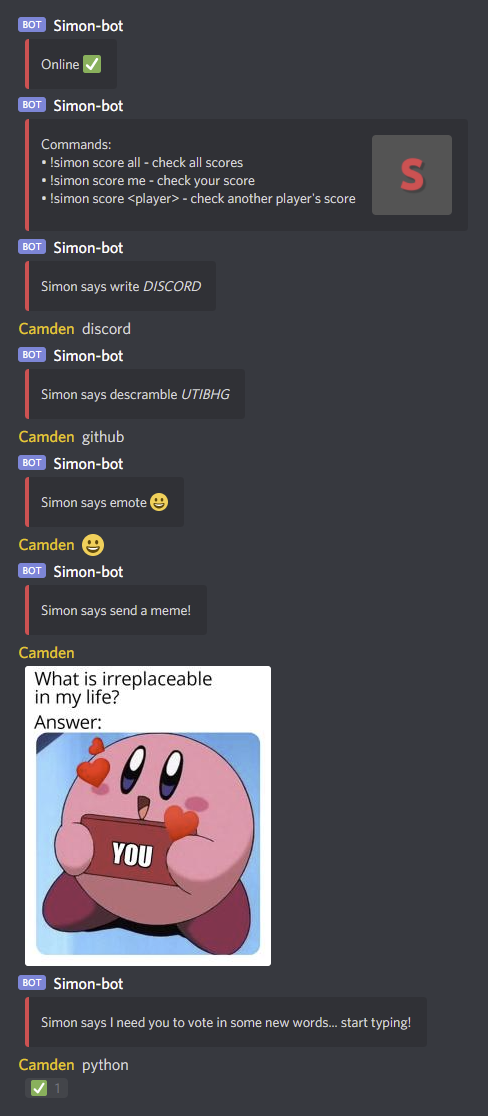 BOT Simon-bot
Online ✅
BOT Simon-bot
Commands:
• !simon score all - check all scores
• !simon score me - check your score
• !simon score <player> - check another player's score
S
BOT Simon-bot
Simon says write DISCORD
Camden discord
BOT Simon-bot
Simon says descramble UTIBHG
Camden github
BOT Simon-bot
Simon says emote 😀
Camden 😀
BOT Simon-bot
Simon says send a meme!
Camden
What is irreplaceable
in my life?
Answer:
YOU
BOT Simon-bot
Simon says I need you to vote in some new words... start typing!
Camden python
✅ 1